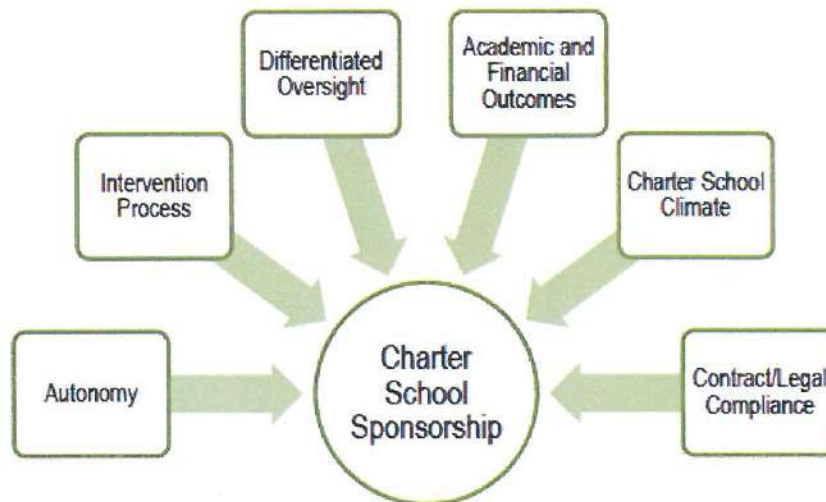 Differentiated
Oversight
Academic and
Financial
Outcomes
Intervention
Process
Charter School
Climate
Autonomy
Charter
School
Sponsorship
Contract/Legal
Compliance